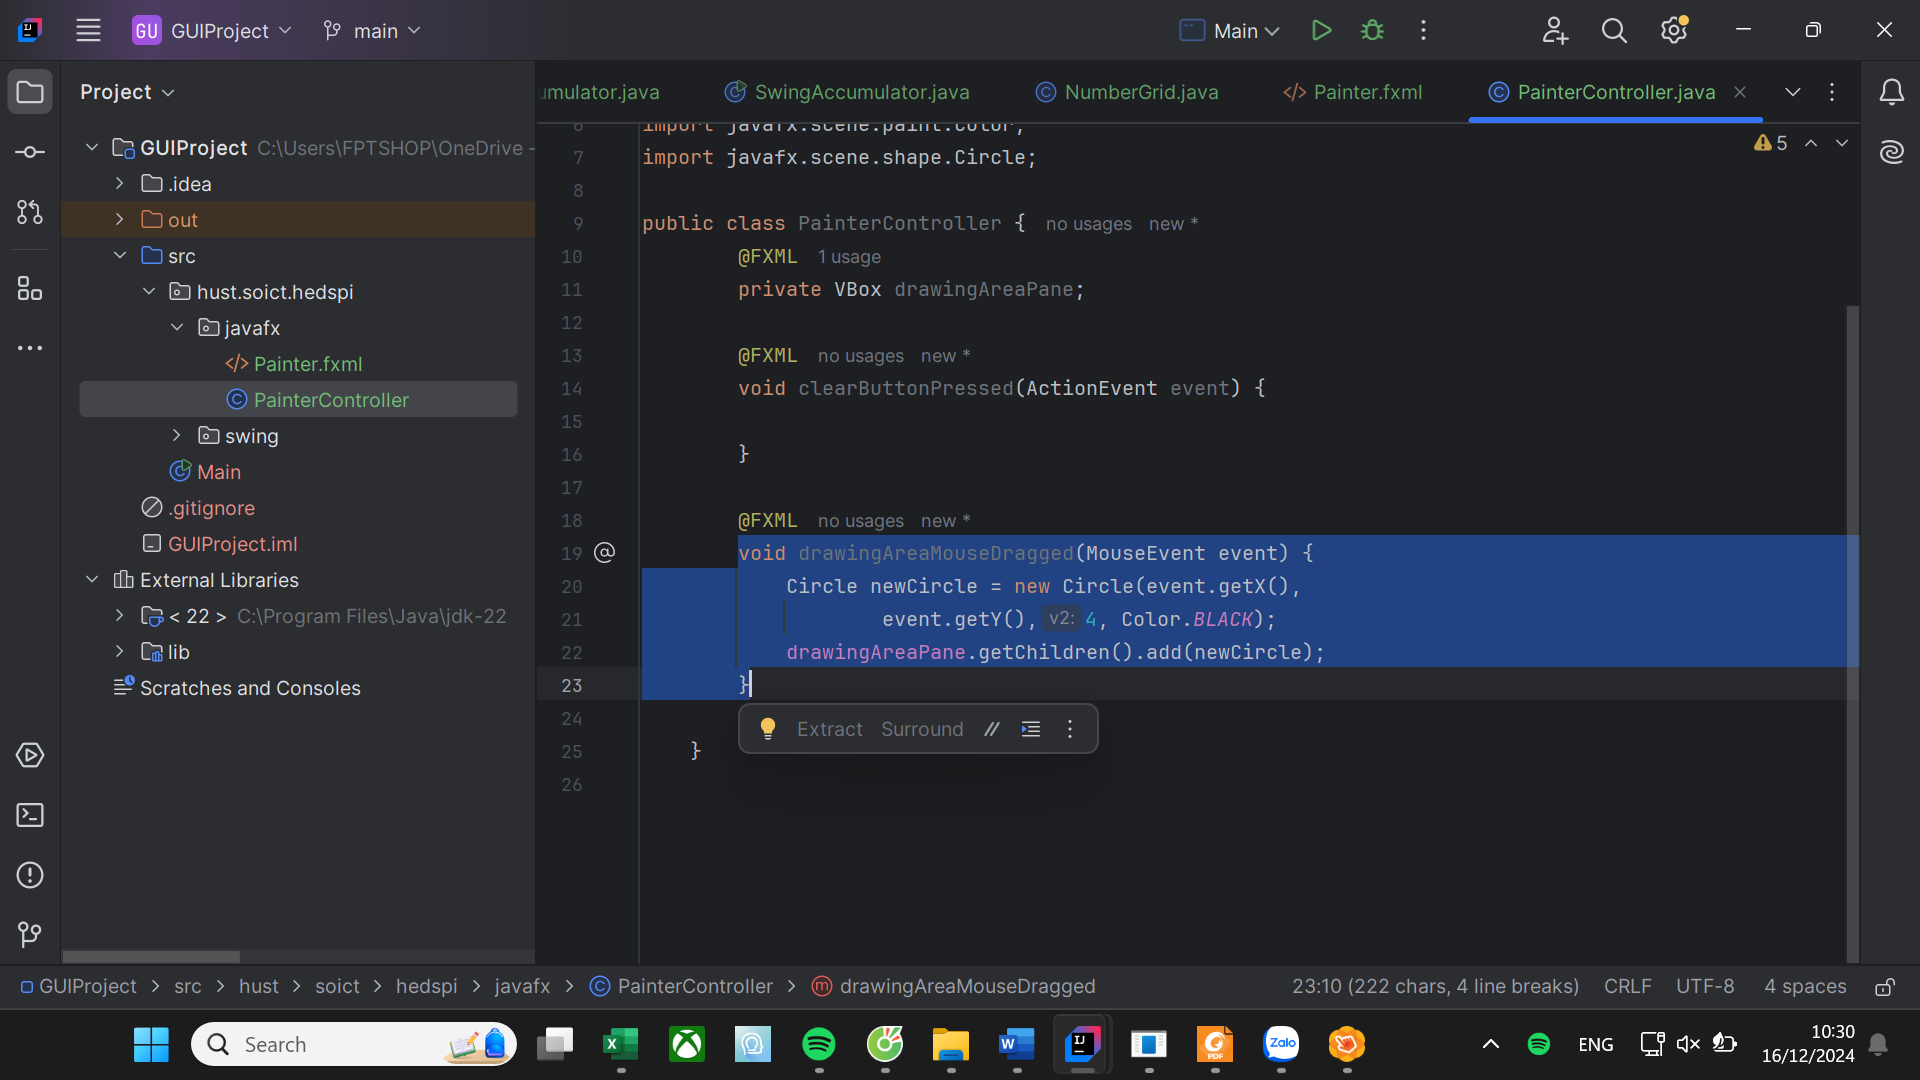 GU GUIProject main Main
Project
umulator.java SwingAccumulator.java NumberGrid.java Painter.fxml PainterController.java
GUIProject C:\Users\FPTSHOP\OneDrive -
.idea
out
src
hust.soict.hedspi
javafx
Painter.fxml
PainterController
swing
Main
.gitignore
GUIProject.iml
External Libraries
< 22 > C:\Program Files\Java\jdk-22
lib
Scratches and Consoles
5
6 import javafx.scene.paint.Color;
7 import javafx.scene.shape.Circle;
8
9 public class PainterController { no usages new *
10 @FXML 1 usage
11 private VBox drawingAreaPane;
12
13 @FXML no usages new *
14 void clearButtonPressed(ActionEvent event) {
15
16 }
17
18 @FXML no usages new *
19 @ void drawingAreaMouseDragged(MouseEvent event) {
20 Circle newCircle = new Circle(event.getX(),
21 event.getY(), v2: 4, Color.BLACK);
22 drawingAreaPane.getChildren().add(newCircle);
23 }
24
Extract Surround
25 }
26
GUIProject > src > hust > soict > hedspi > javafx > PainterController > drawingAreaMouseDragged 23:10 (222 chars, 4 line breaks) CRLF UTF-8 4 spaces
Search Zalo ENG 10:30
16/12/2024